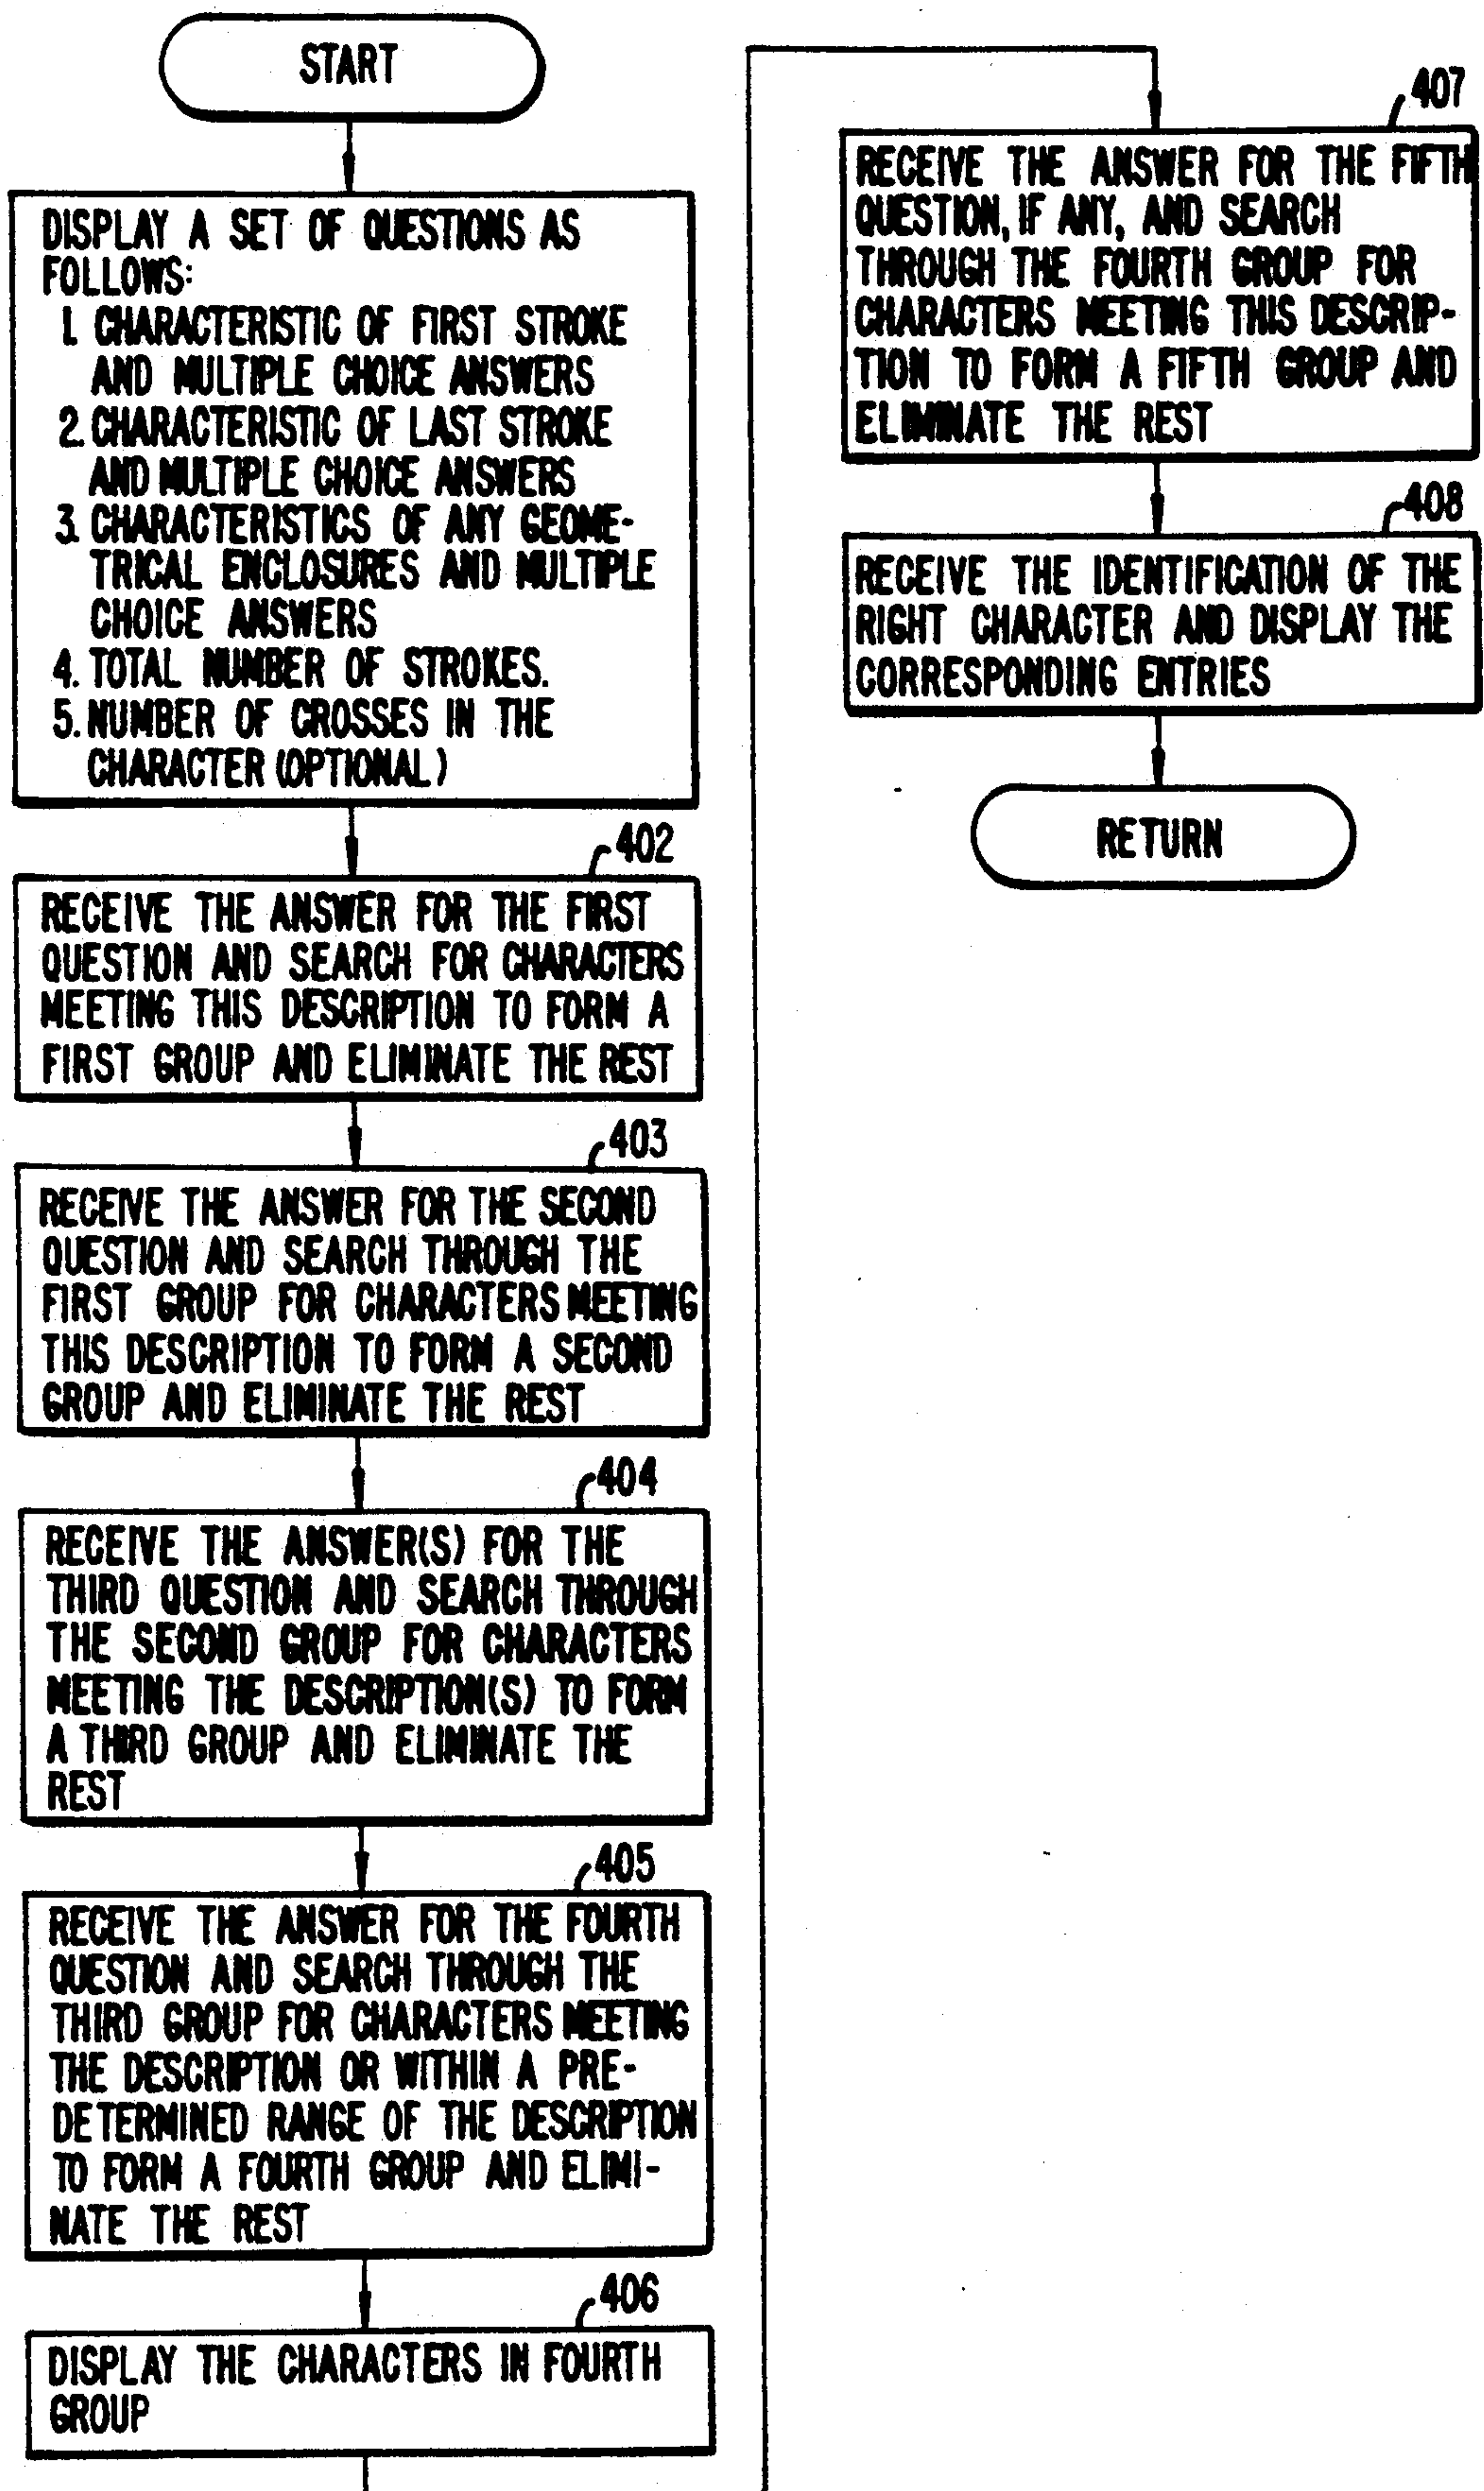 START
DISPLAY A SET OF QUESTIONS AS
FOLLOWS:
1. CHARACTERISTIC OF FIRST STROKE
AND MULTIPLE CHOICE ANSWERS
2. CHARACTERISTIC OF LAST STROKE
AND MULTIPLE CHOICE ANSWERS
3. CHARACTERISTICS OF ANY GEOME-
TRICAL ENCLOSURES AND MULTIPLE
CHOICE ANSWERS
4. TOTAL NUMBER OF STROKES.
5. NUMBER OF CROSSES IN THE
CHARACTER (OPTIONAL)
402
RECEIVE THE ANSWER FOR THE FIRST
QUESTION AND SEARCH FOR CHARACTERS
MEETING THIS DESCRIPTION TO FORM A
FIRST GROUP AND ELIMINATE THE REST
403
RECEIVE THE ANSWER FOR THE SECOND
QUESTION AND SEARCH THROUGH THE
FIRST GROUP FOR CHARACTERS MEETING
THIS DESCRIPTION TO FORM A SECOND
GROUP AND ELIMINATE THE REST
404
RECEIVE THE ANSWER(S) FOR THE
THIRD QUESTION AND SEARCH THROUGH
THE SECOND GROUP FOR CHARACTERS
MEETING THE DESCRIPTION(S) TO FORM
A THIRD GROUP AND ELIMINATE THE
REST
405
RECEIVE THE ANSWER FOR THE FOURTH
QUESTION AND SEARCH THROUGH THE
THIRD GROUP FOR CHARACTERS MEETING
THE DESCRIPTION OR WITHIN A PRE-
DETERMINED RANGE OF THE DESCRIPTION
TO FORM A FOURTH GROUP AND ELIMI-
NATE THE REST
406
DISPLAY THE CHARACTERS IN FOURTH
GROUP
407
RECEIVE THE ANSWER FOR THE FIFTH
QUESTION, IF ANY, AND SEARCH
THROUGH THE FOURTH GROUP FOR
CHARACTERS MEETING THIS DESCRIP-
TION TO FORM A FIFTH GROUP AND
ELIMINATE THE REST
408
RECEIVE THE IDENTIFICATION OF THE
RIGHT CHARACTER AND DISPLAY THE
CORRESPONDING ENTRIES
RETURN